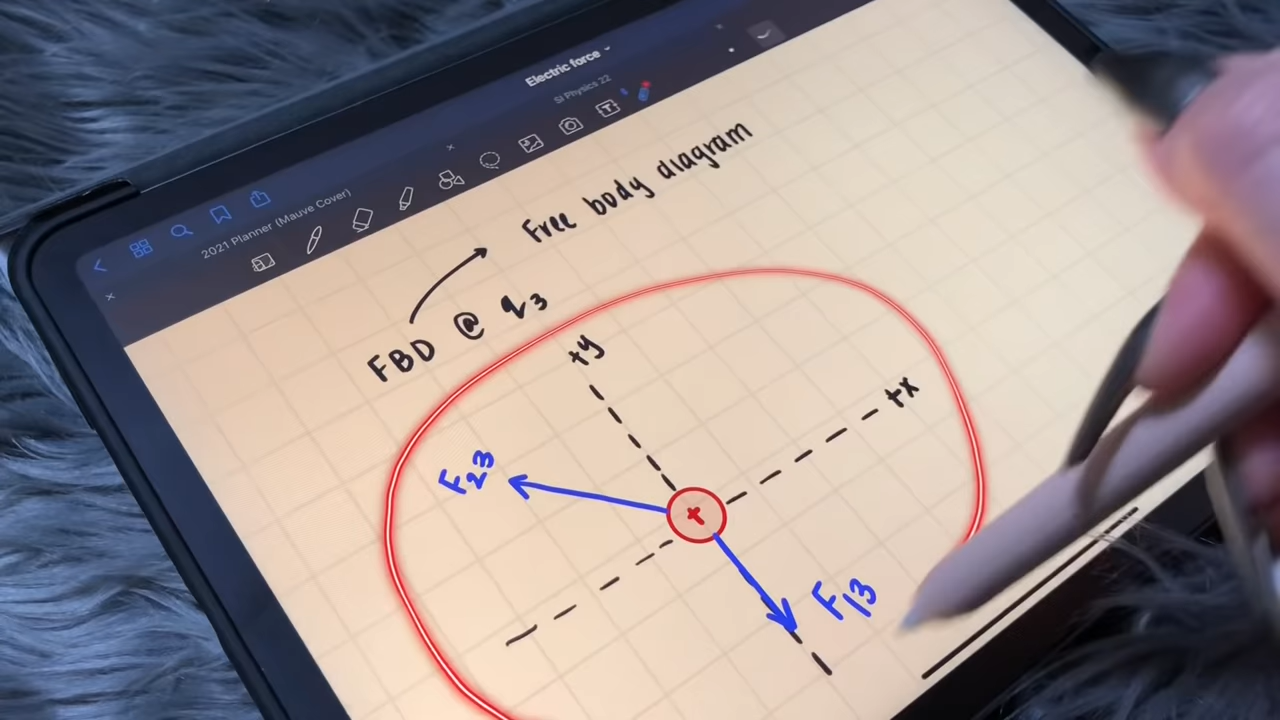 Electric force
SI Physics 22
2021 Planner (Mauve Cover)
Free body diagram
FBD @ q3
+y
+x
F23
+
F13